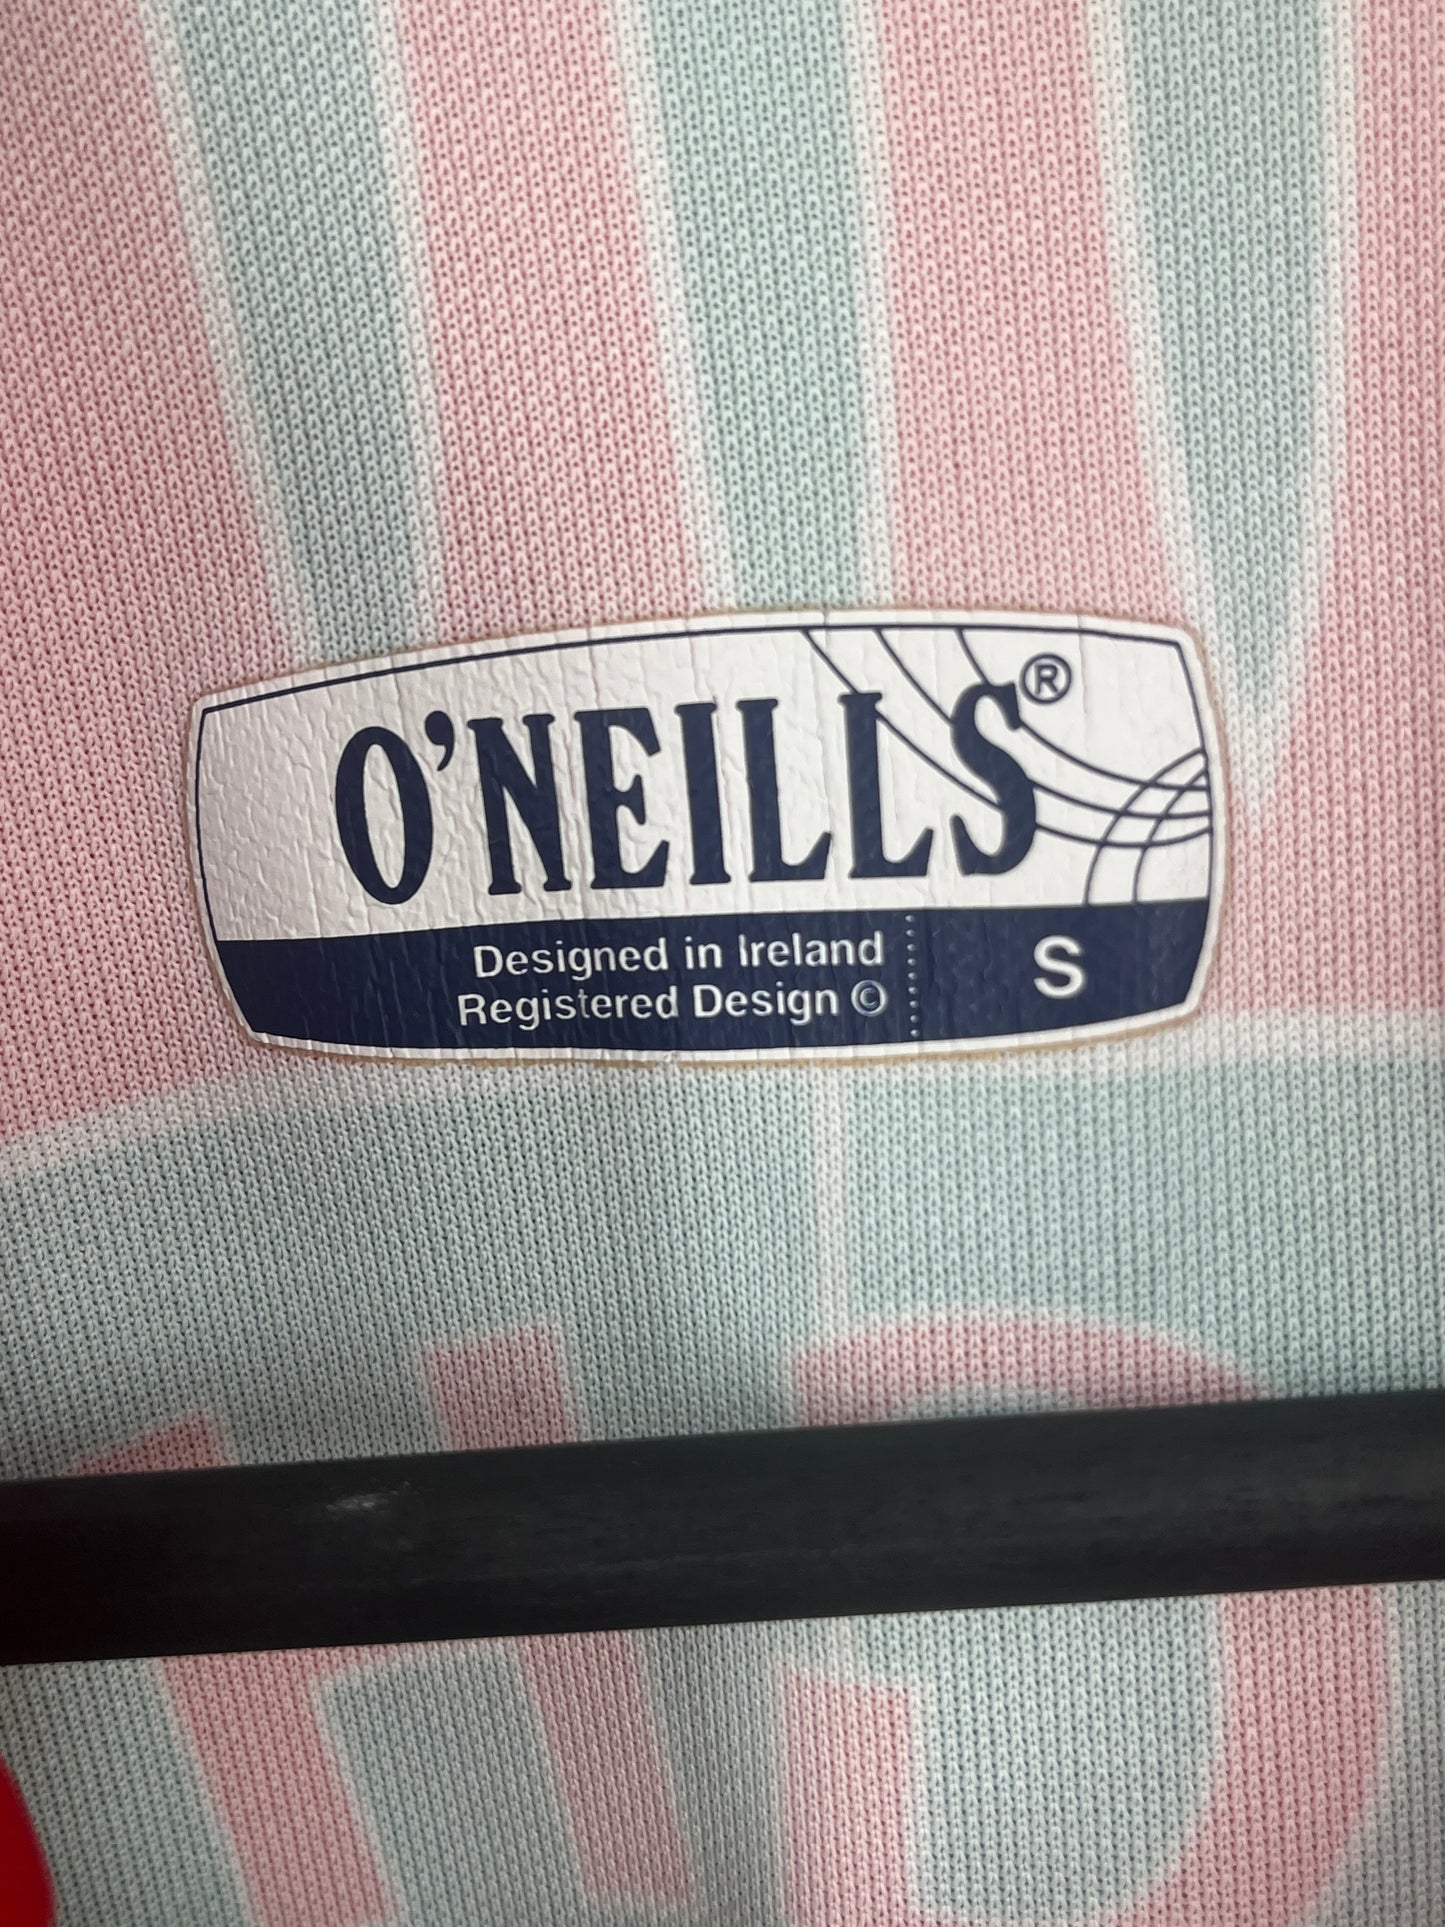 O'NEILLS®
Designed in Ireland
Registered Design ©
S